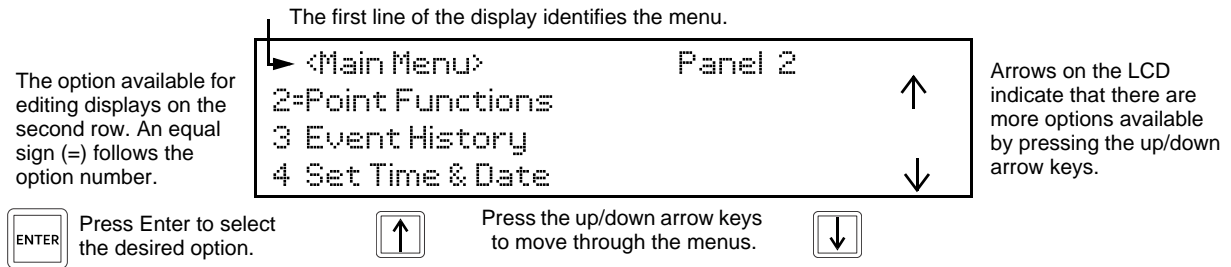 The first line of the display identifies the menu.
<Main Menu> Panel 2
2=Point Functions
3 Event History
4 Set Time & Date
The option available for
editing displays on the
second row. An equal
sign (=) follows the
option number.
Arrows on the LCD
indicate that there are
more options available
by pressing the up/down
arrow keys.
ENTER
Press Enter to select
the desired option.
Press the up/down arrow keys
to move through the menus.